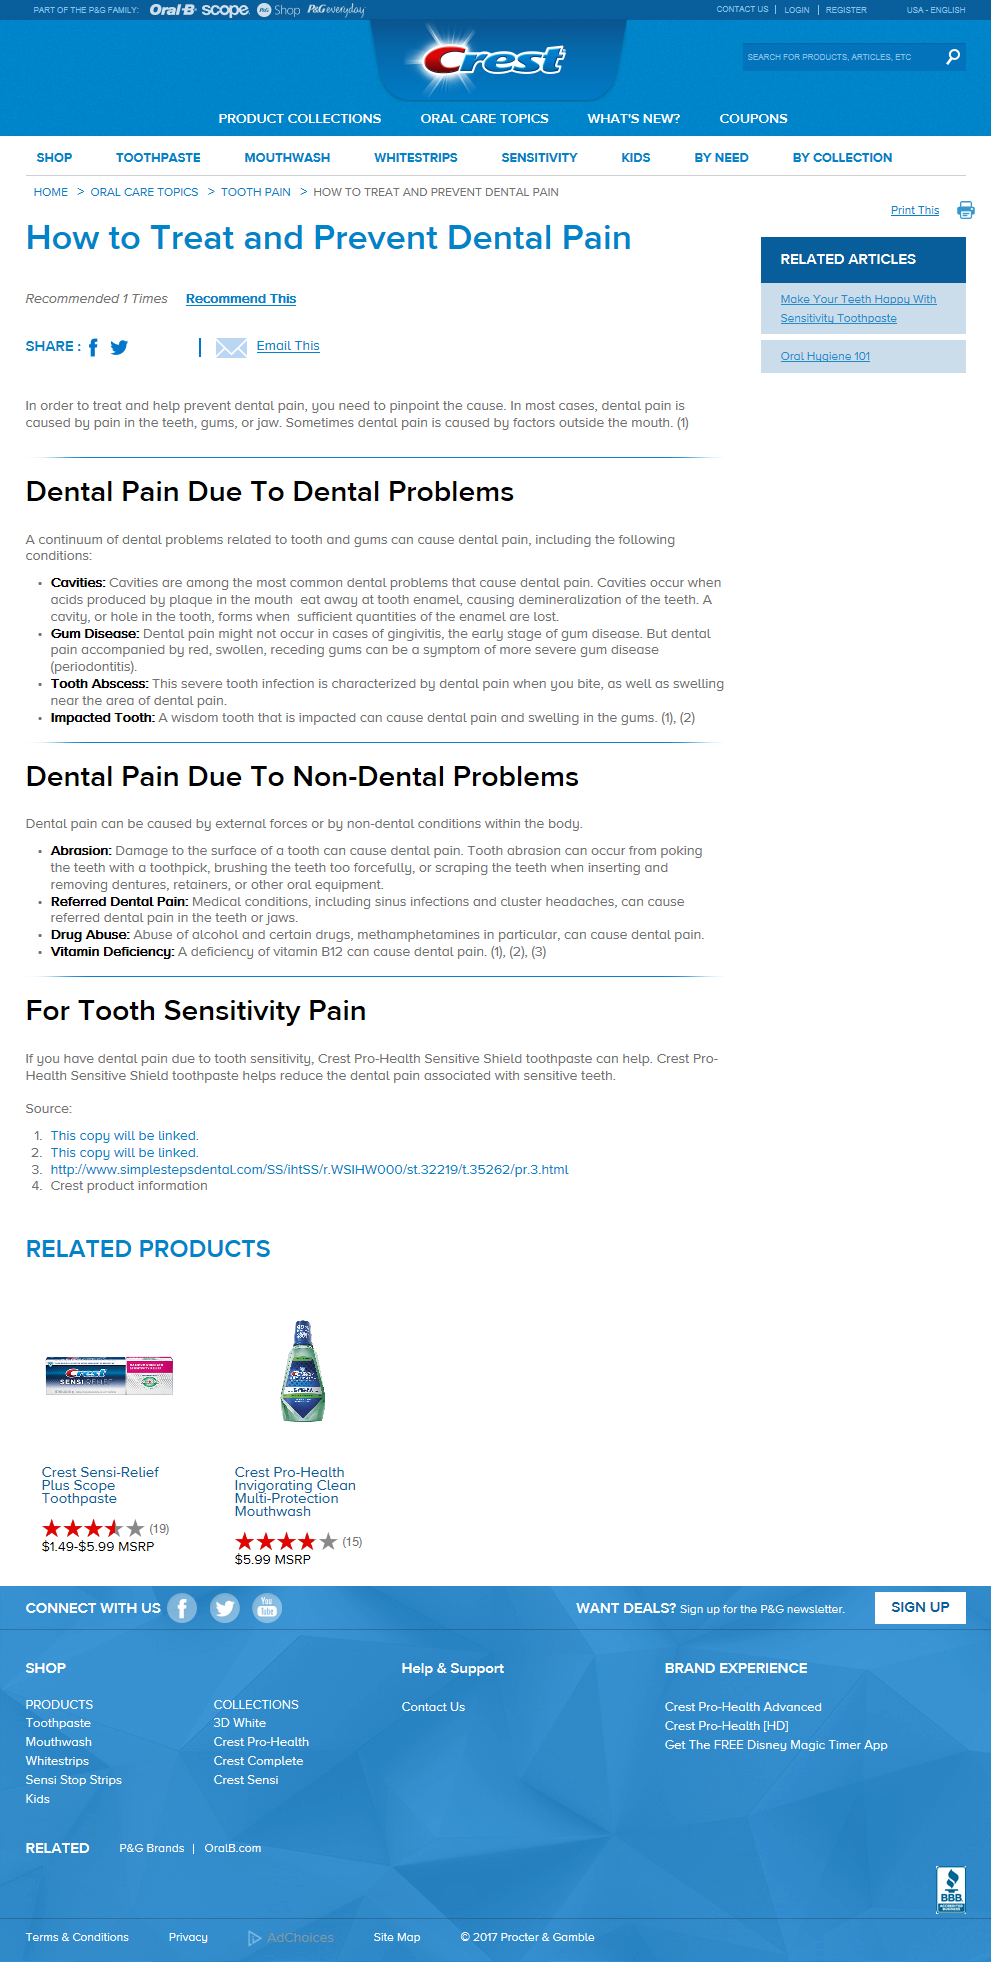 PART OF THE P&G FAMILY: Oral-B scope P&G Shop P&G everyday
CONTACT US | LOGIN | REGISTER USA - ENGLISH
Crest
SEARCH FOR PRODUCTS, ARTICLES, ETC
PRODUCT COLLECTIONS ORAL CARE TOPICS WHAT'S NEW? COUPONS
SHOP TOOTHPASTE MOUTHWASH WHITESTRIPS SENSITIVITY KIDS BY NEED BY COLLECTION
HOME > ORAL CARE TOPICS > TOOTH PAIN > HOW TO TREAT AND PREVENT DENTAL PAIN
Print This
How to Treat and Prevent Dental Pain
RELATED ARTICLES
Make Your Teeth Happy With
Sensitivity Toothpaste
Oral Hygiene 101
Recommended 1 Times Recommend This
SHARE : | Email This
In order to treat and help prevent dental pain, you need to pinpoint the cause. In most cases, dental pain is
caused by pain in the teeth, gums, or jaw. Sometimes dental pain is caused by factors outside the mouth. (1)
Dental Pain Due To Dental Problems
A continuum of dental problems related to tooth and gums can cause dental pain, including the following
conditions:
• Cavities: Cavities are among the most common dental problems that cause dental pain. Cavities occur when
acids produced by plaque in the mouth eat away at tooth enamel, causing demineralization of the teeth. A
cavity, or hole in the tooth, forms when sufficient quantities of the enamel are lost.
• Gum Disease: Dental pain might not occur in cases of gingivitis, the early stage of gum disease. But dental
pain accompanied by red, swollen, receding gums can be a symptom of more severe gum disease
(periodontitis).
• Tooth Abscess: This severe tooth infection is characterized by dental pain when you bite, as well as swelling
near the area of dental pain.
• Impacted Tooth: A wisdom tooth that is impacted can cause dental pain and swelling in the gums. (1), (2)
Dental Pain Due To Non-Dental Problems
Dental pain can be caused by external forces or by non-dental conditions within the body.
• Abrasion: Damage to the surface of a tooth can cause dental pain. Tooth abrasion can occur from poking
the teeth with a toothpick, brushing the teeth too forcefully, or scraping the teeth when inserting and
removing dentures, retainers, or other oral equipment.
• Referred Dental Pain: Medical conditions, including sinus infections and cluster headaches, can cause
referred dental pain in the teeth or jaws.
• Drug Abuse: Abuse of alcohol and certain drugs, methamphetamines in particular, can cause dental pain.
• Vitamin Deficiency: A deficiency of vitamin B12 can cause dental pain. (1), (2), (3)
For Tooth Sensitivity Pain
If you have dental pain due to tooth sensitivity, Crest Pro-Health Sensitive Shield toothpaste can help. Crest Pro-
Health Sensitive Shield toothpaste helps reduce the dental pain associated with sensitive teeth.
Source:
1. This copy will be linked.
2. This copy will be linked.
3. http://www.simplestepsdental.com/SS/ihtSS/r.WSIHW000/st.32219/t.35262/pr.3.html
4. Crest product information
RELATED PRODUCTS
Crest
SENSI RELIEF
Crest Sensi-Relief
Plus Scope
Toothpaste
(19)
$1.49-$5.99 MSRP
Crest Pro-Health
Invigorating Clean
Multi-Protection
Mouthwash
(15)
$5.99 MSRP
CONNECT WITH US You Tube
WANT DEALS? Sign up for the P&G newsletter. SIGN UP
SHOP
PRODUCTS
Toothpaste
Mouthwash
Whitestrips
Sensi Stop Strips
Kids
COLLECTIONS
3D White
Crest Pro-Health
Crest Complete
Crest Sensi
Help & Support
Contact Us
BRAND EXPERIENCE
Crest Pro-Health Advanced
Crest Pro-Health [HD]
Get The FREE Disney Magic Timer App
RELATED P&G Brands | OralB.com
BBB
ACCREDITED BUSINESS
Terms & Conditions Privacy AdChoices Site Map © 2017 Procter & Gamble